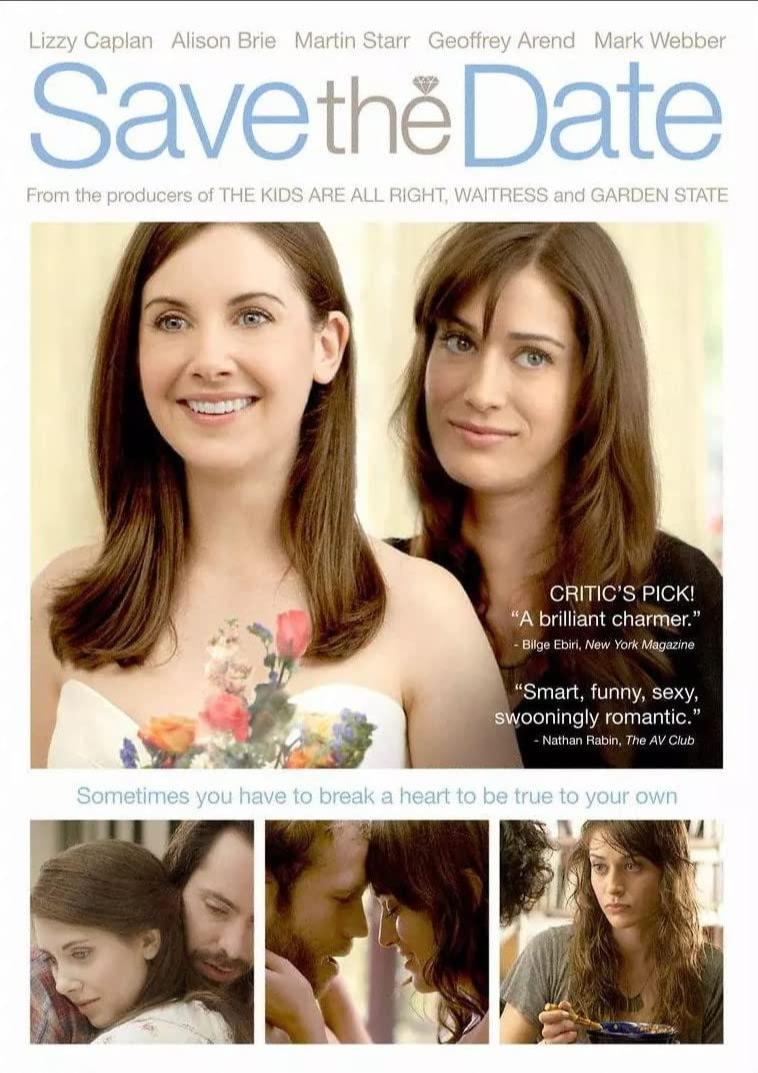 Lizzy Caplan Alison Brie Martin Starr Geoffrey Arend Mark Webber
Save the Date
From the producers of THE KIDS ARE ALL RIGHT, WAITRESS and GARDEN STATE
CRITIC'S PICK!
“A brilliant charmer.”
- Bilge Ebiri, New York Magazine
“Smart, funny, sexy,
swooningly romantic.”
- Nathan Rabin, The AV Club
Sometimes you have to break a heart to be true to your own